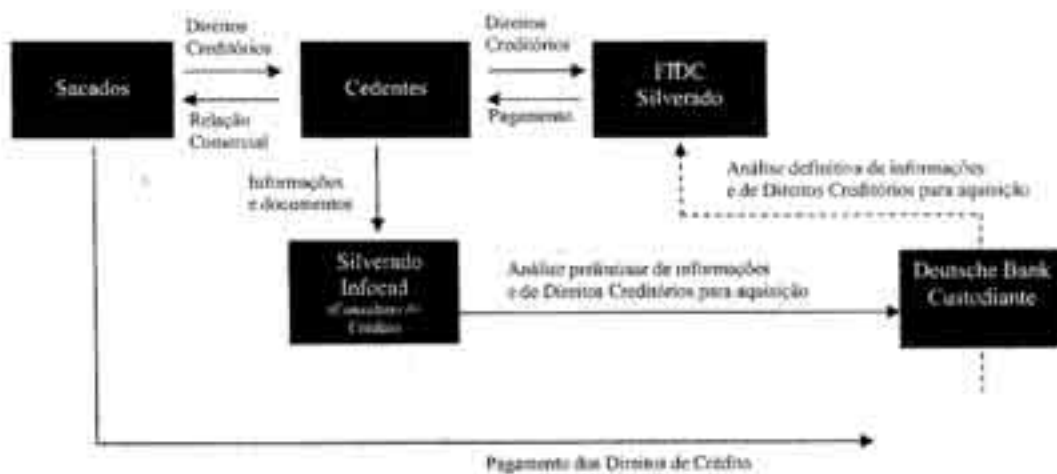 Direitos
Creditórios
Direitos
Creditórios
Sacados
Cedentes
FIDC
Silverado
Relação
Comercial
Pagamento
Informações
e documentos
Análise definitiva de informações
e de Direitos Creditórios para aquisição
Silverado
Crédito
Análise preliminar de informações
e de Direitos Creditórios para aquisição
Deutsche Bank
Custodiante
Pagamento dos Direitos de Crédito